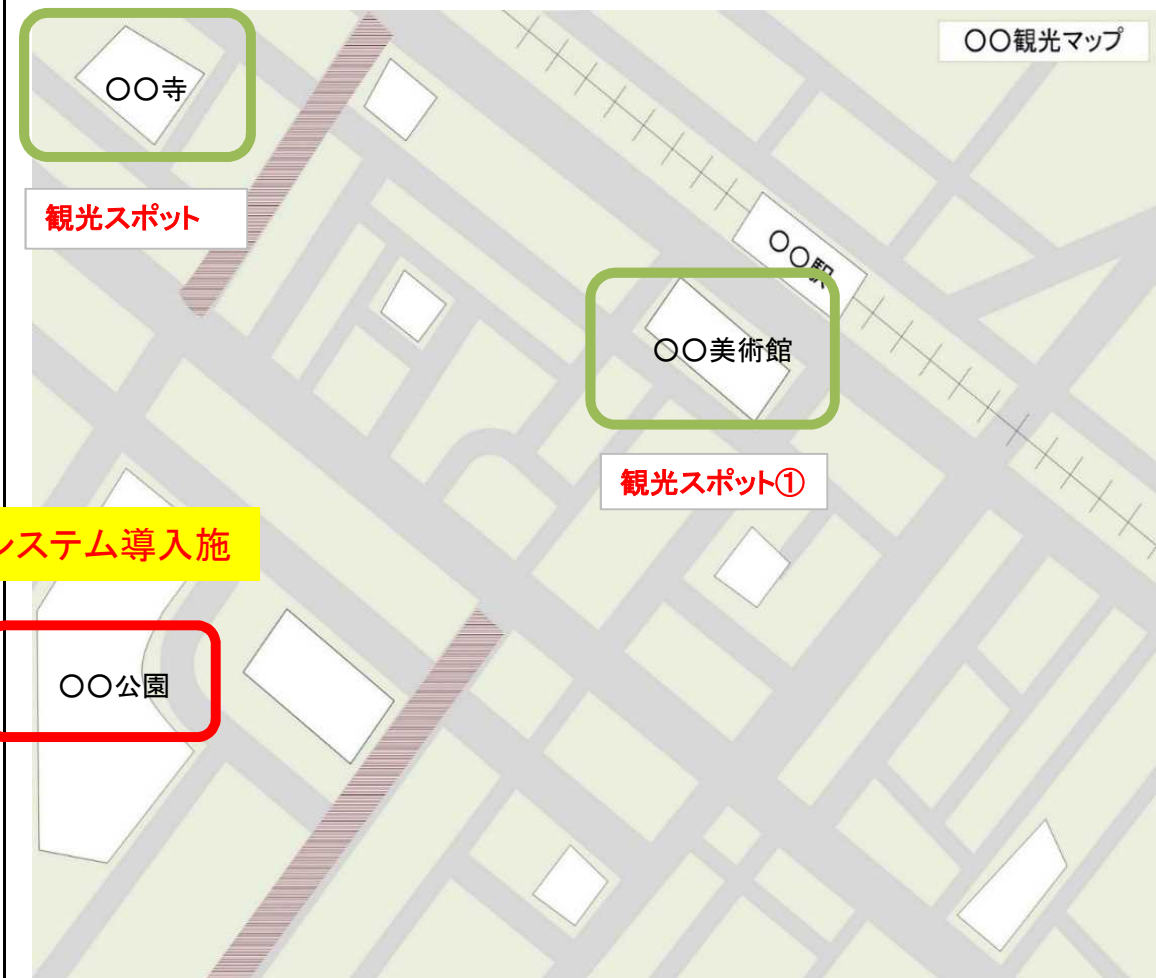 〇〇観光マップ
〇〇寺
観光スポット
〇〇駅
〇〇美術館
観光スポット①
システム導入施
〇〇公園